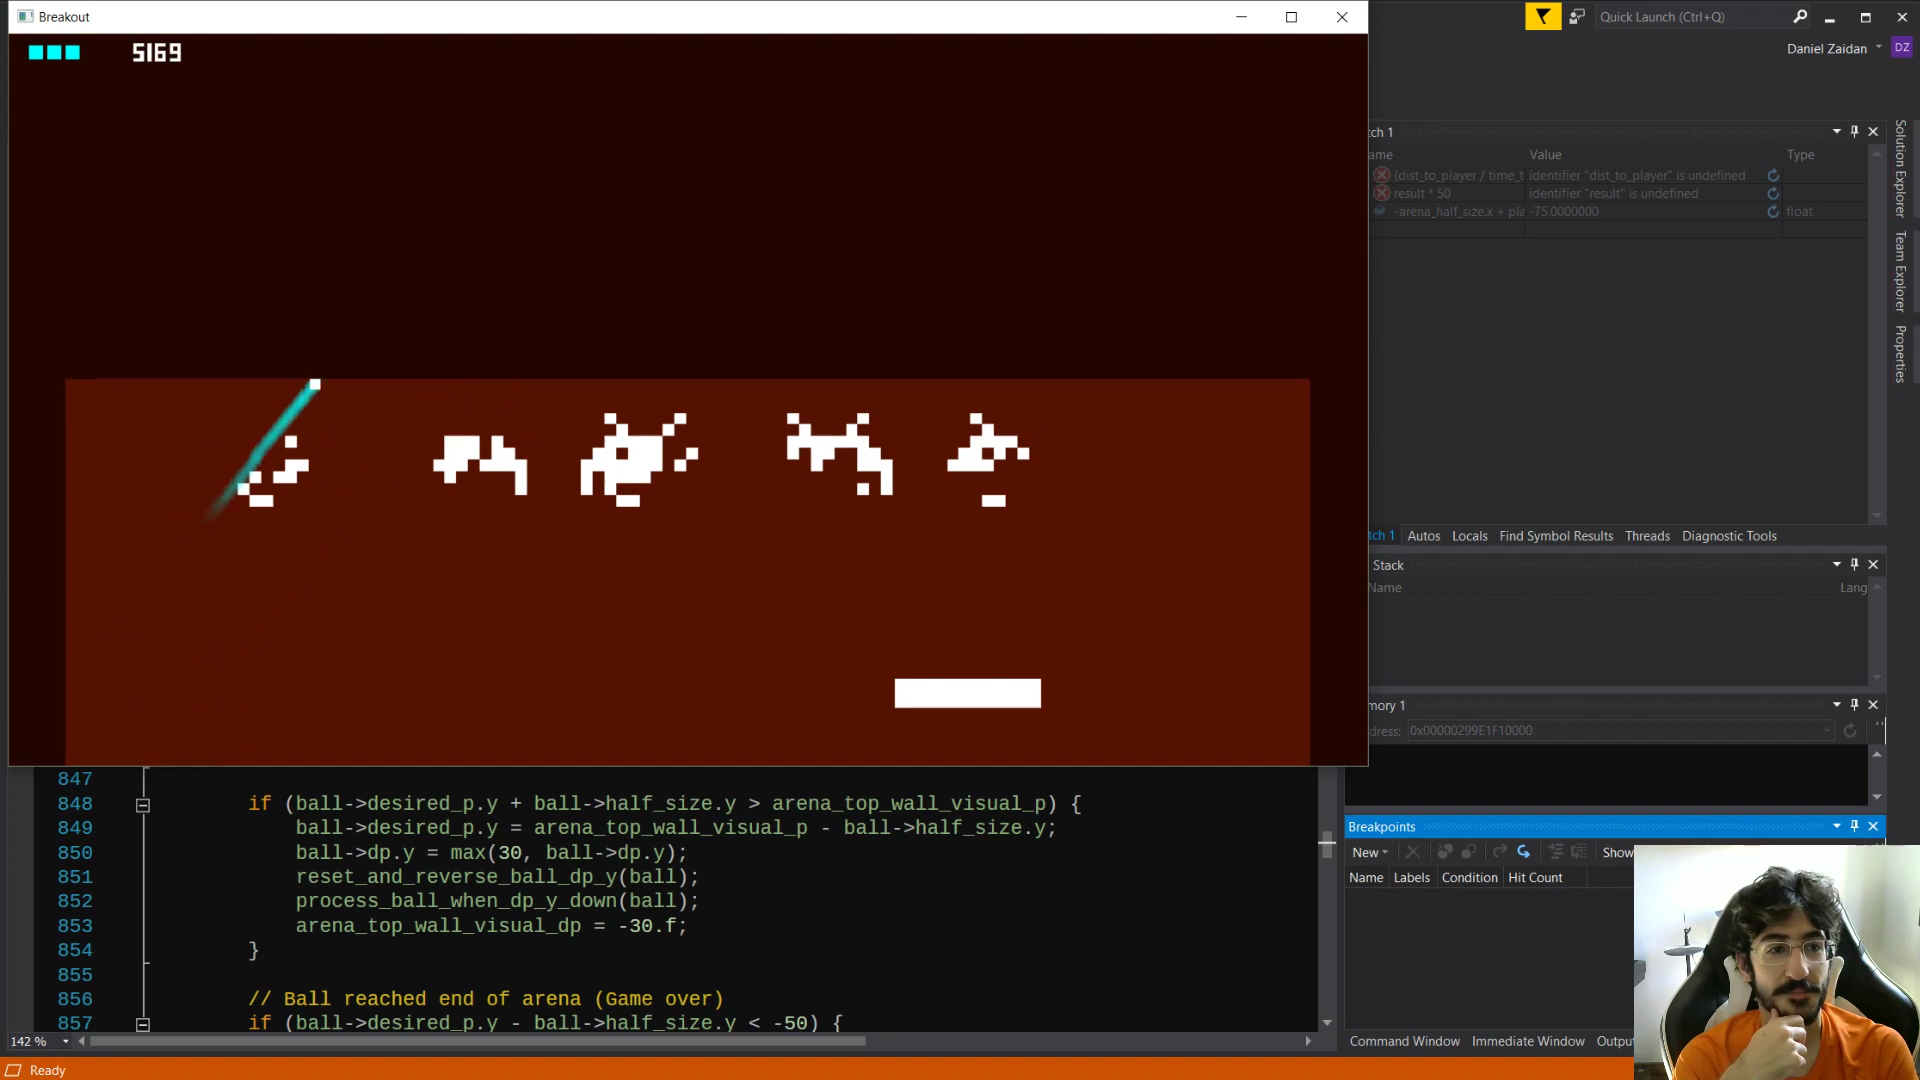 Breakout
5169
Quick Launch (Ctrl+Q)
Daniel Zaidan
DZ
tch 1
ame
Value
Type
(dist_to_player / time_t
identifier "dist_to_player" is undefined
result * 50
identifier "result" is undefined
-arena_half_size.x + pla
-75.0000000
float
Solution Explorer
Team Explorer
Properties
tch 1
Autos
Locals
Find Symbol Results
Threads
Diagnostic Tools
Stack
Name
Lang
mory 1
dress:
0x00000299E1F10000
847
848 if (ball->desired_p.y + ball->half_size.y > arena_top_wall_visual_p) {
849 ball->desired_p.y = arena_top_wall_visual_p - ball->half_size.y;
850 ball->dp.y = max(30, ball->dp.y);
851 reset_and_reverse_ball_dp_y(ball);
852 process_ball_when_dp_y_down(ball);
853 arena_top_wall_visual_dp = -30.f;
854 }
855
856 // Ball reached end of arena (Game over)
857 if (ball->desired_p.y - ball->half_size.y < -50) {
Breakpoints
New
Show
Name
Labels
Condition
Hit Count
142 %
Command Window
Immediate Window
Outpu
Ready